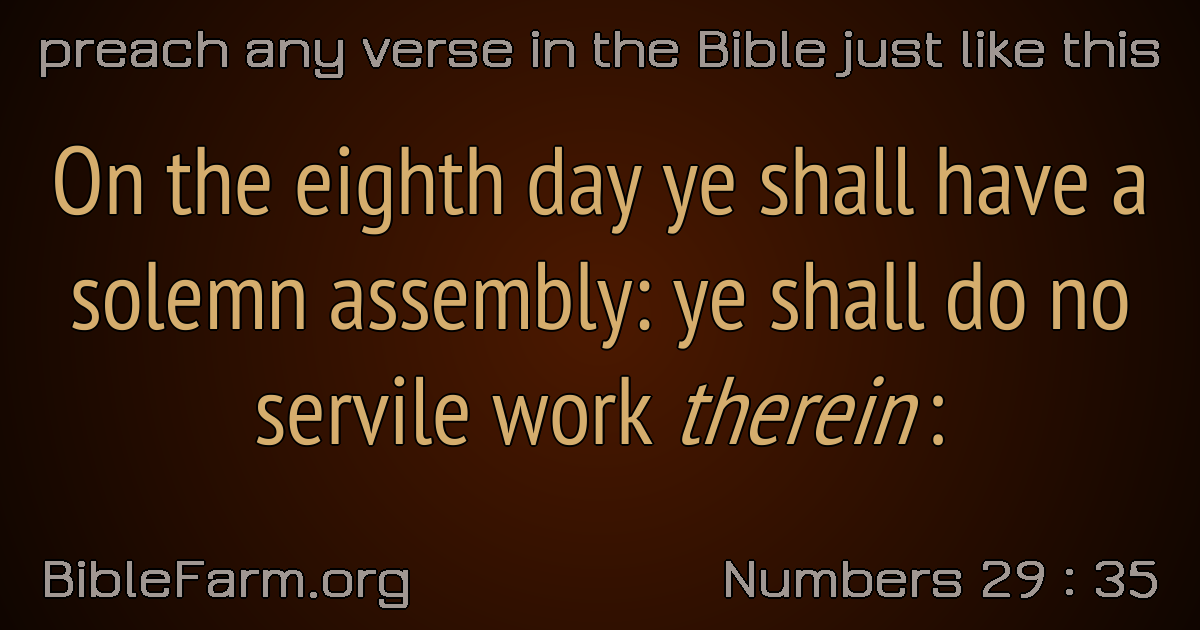 preach any verse in the Bible just like this
On the eighth day ye shall have a
solemn assembly: ye shall do no
servile work therein:
BibleFarm.org
Numbers 29 : 35